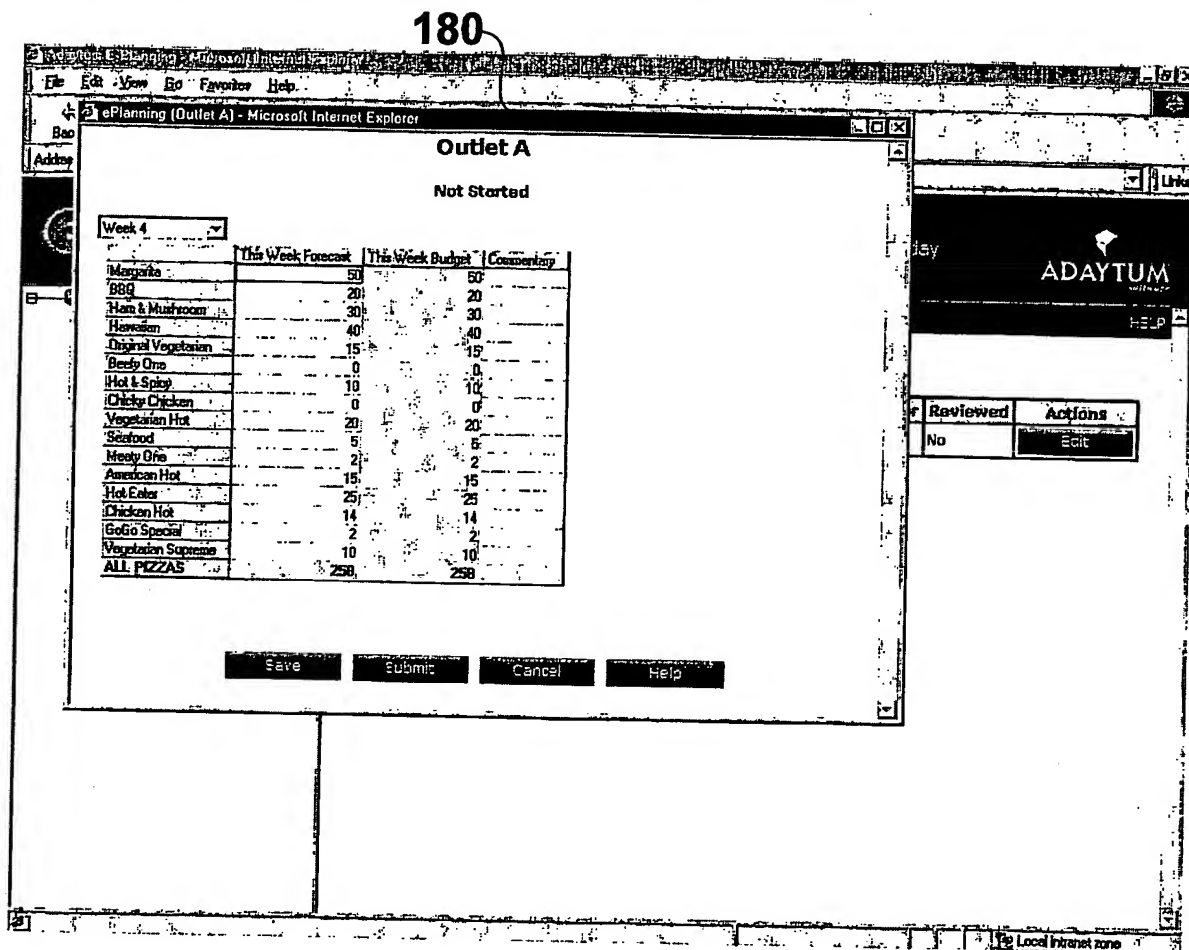 180
File Edit View Go Favorites Help
ePlanning (Outlet A) - Microsoft Internet Explorer
Bac
Addres
Links
Outlet A
Not Started
Week 4
day
ADAYTUM
software
HELP
This Week Forecast This Week Budget Commentary
Margarita 50 50
BBQ 20 20
Ham & Mushroom 30 30
Hawaiian 40 40
Original Vegetarian 15 15
Beefy One 0 0
Hot & Spicy 10 10
Chicky Chicken 0 0
Vegetarian Hot 20 20
Seafood 5 5
Meaty One 2 2
American Hot 15 15
Hot Eater 25 25
Chicken Hot 14 14
GoGo Special 2 2
Vegetarian Supreme 10 10
ALL PIZZAS 258 258
r Reviewed Actions
No Edit
Save Submit Cancel Help
Local intranet zone